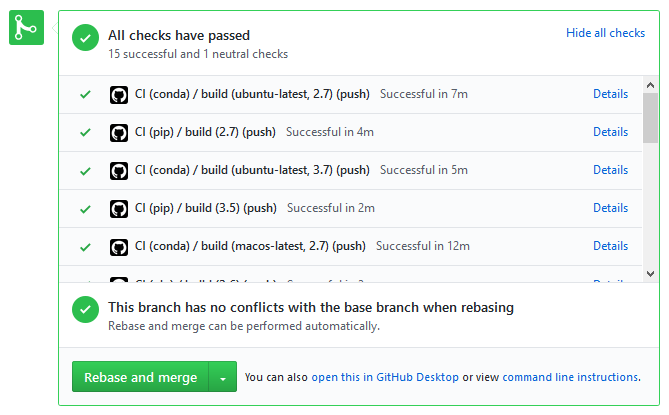 All checks have passed
Hide all checks
15 successful and 1 neutral checks
CI (conda) / build (ubuntu-latest, 2.7) (push) Successful in 7m Details
CI (pip) / build (2.7) (push) Successful in 4m Details
CI (conda) / build (ubuntu-latest, 3.7) (push) Successful in 5m Details
CI (pip) / build (3.5) (push) Successful in 2m Details
CI (conda) / build (macos-latest, 2.7) (push) Successful in 12m Details
This branch has no conflicts with the base branch when rebasing
Rebase and merge can be performed automatically.
Rebase and merge
You can also open this in GitHub Desktop or view command line instructions.